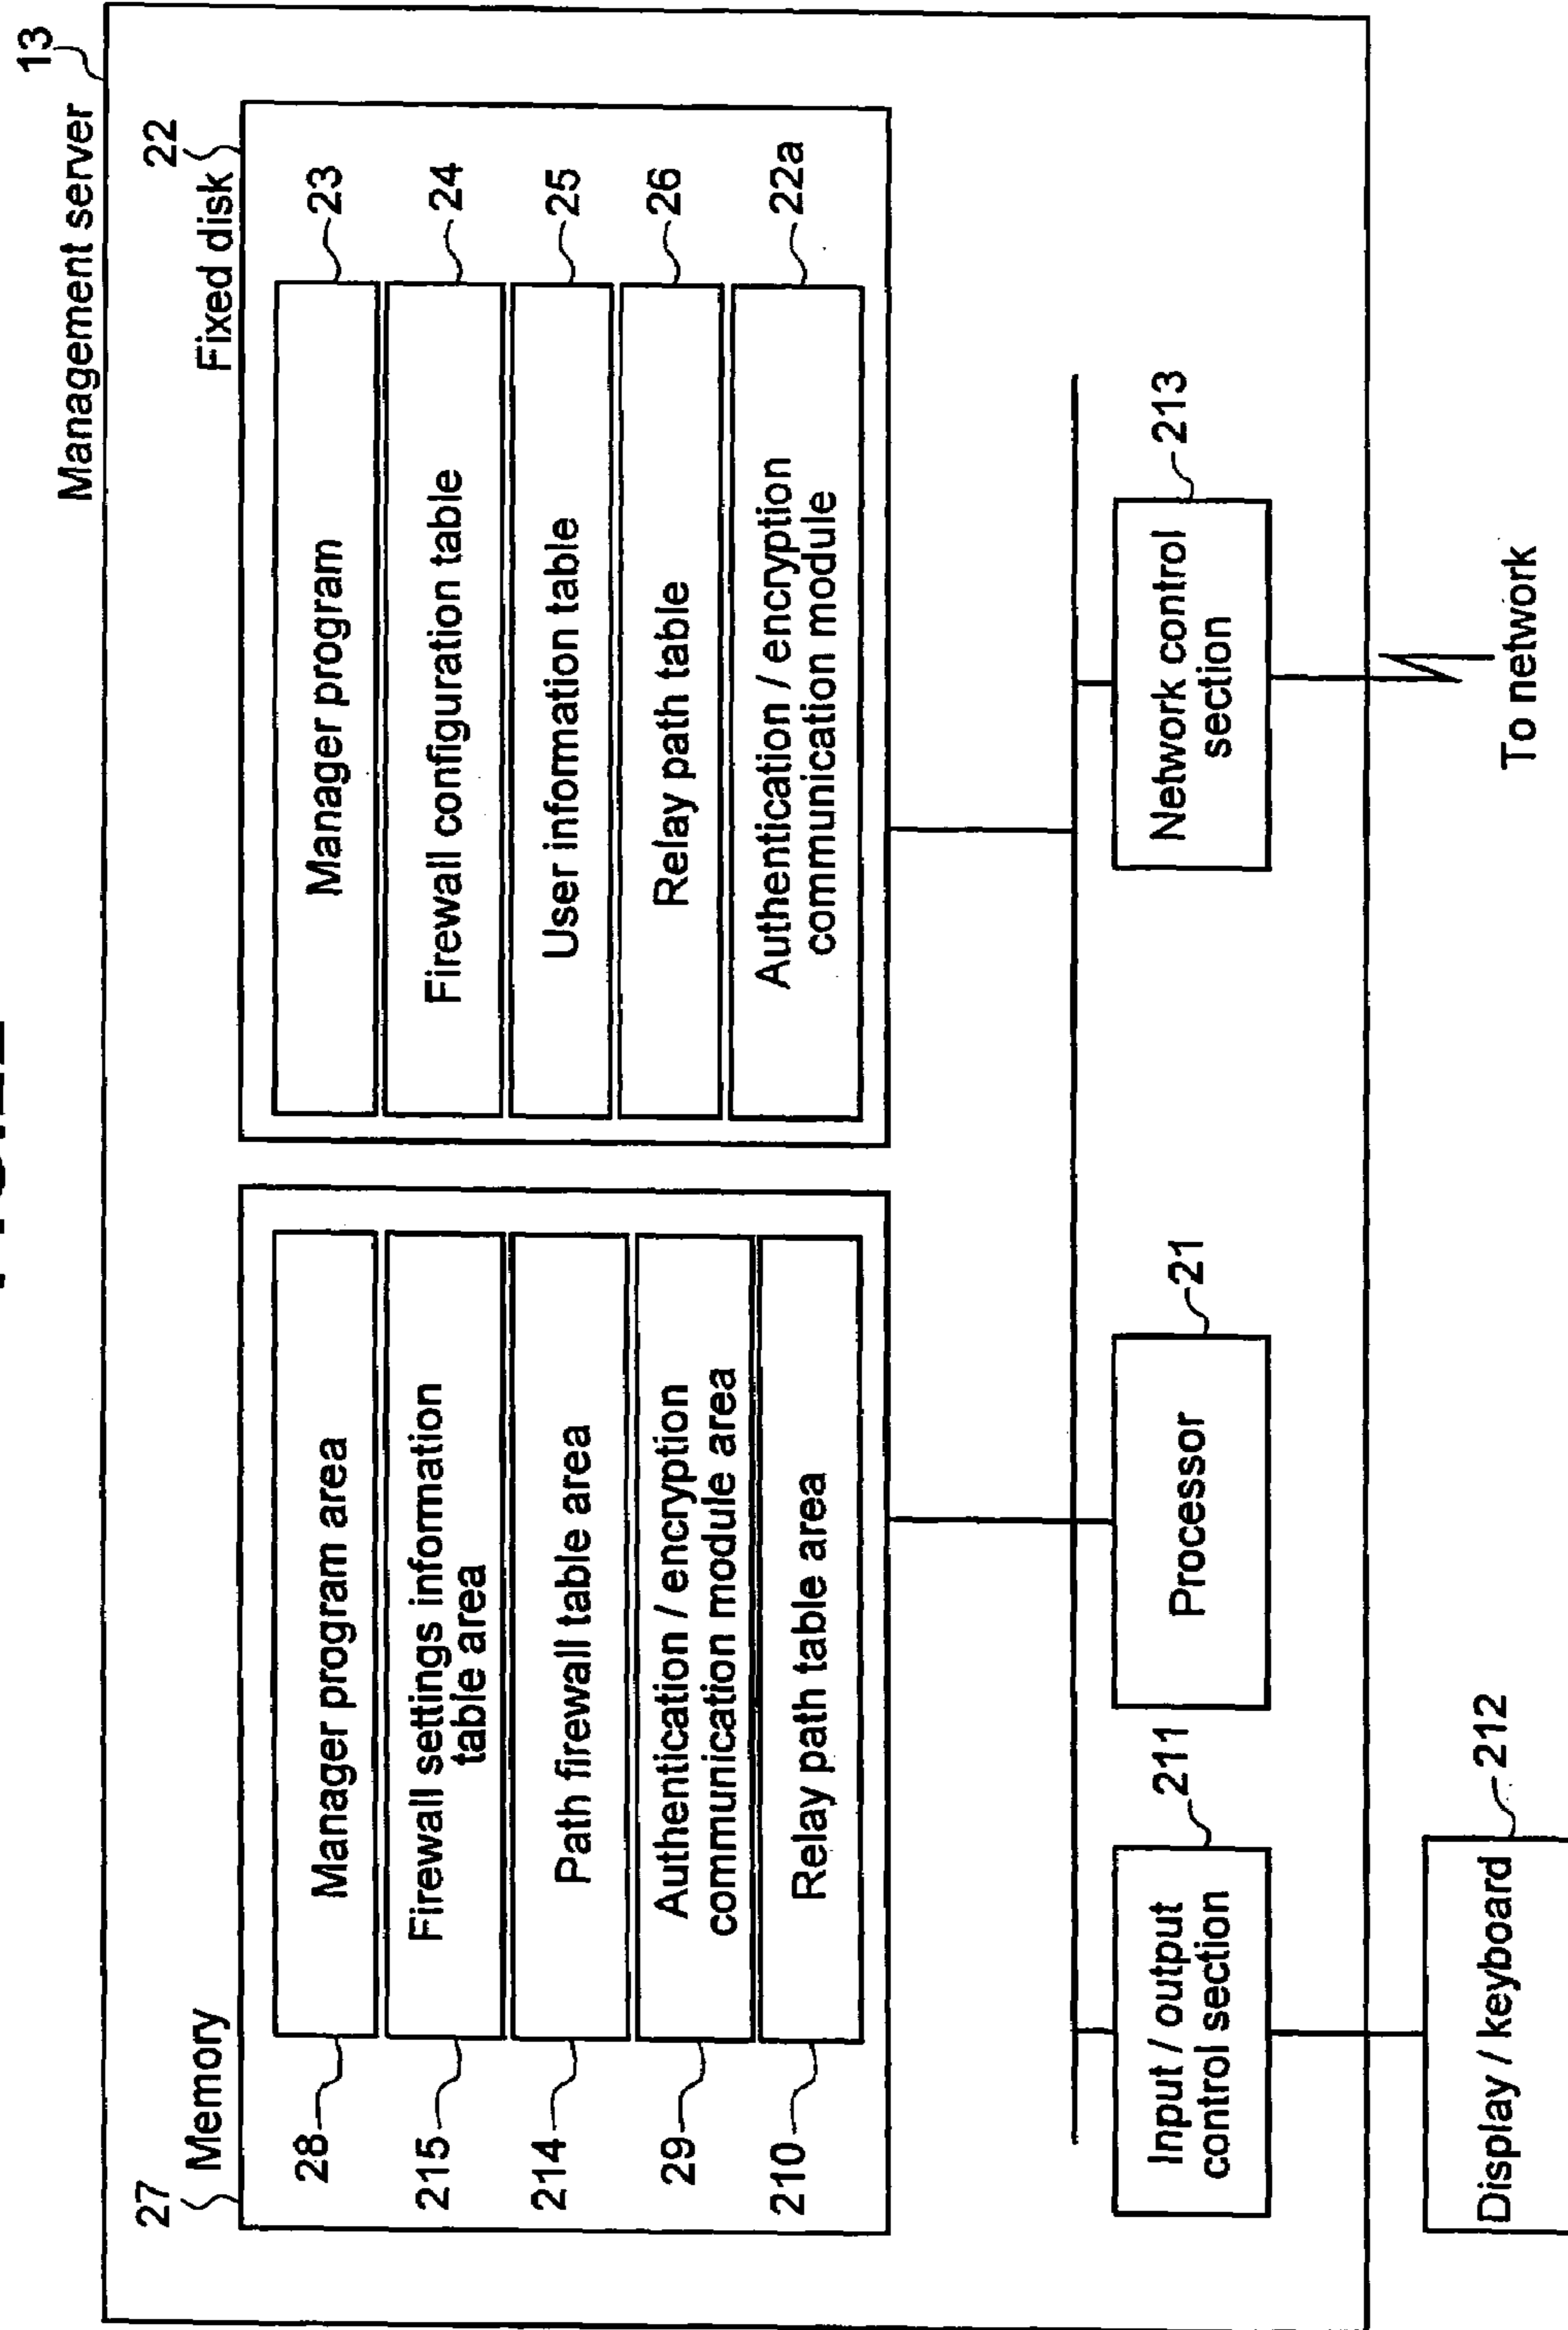 Management server
13
27
Memory
28
Manager program area
215
Firewall settings information
table area
214
Path firewall table area
29
Authentication / encryption
communication module area
210
Relay path table area
Fixed disk
22
Manager program
23
Firewall configuration table
24
User information table
25
Relay path table
26
Authentication / encryption
communication module
22a
Input / output
control section
211
Processor
21
Network control
section
213
Display / keyboard
212
To network